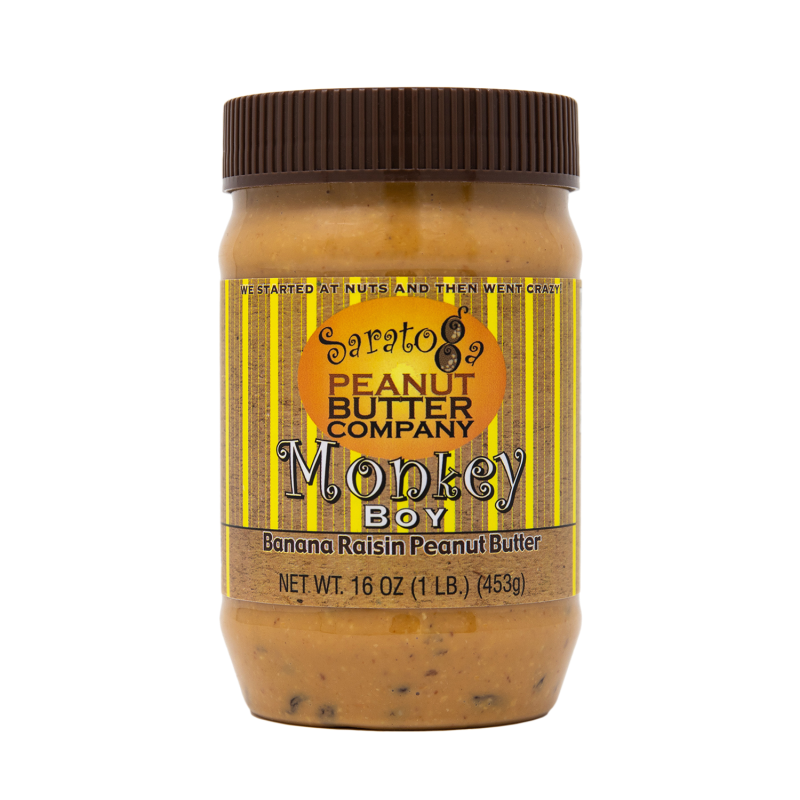 WE STARTED AT NUTS AND THEN WENT CRAZY!
Saratoga
PEANUT
BUTTER
COMPANY
Monkey
BOY
Banana Raisin Peanut Butter
NET WT. 16 OZ (1 LB.) (453g)